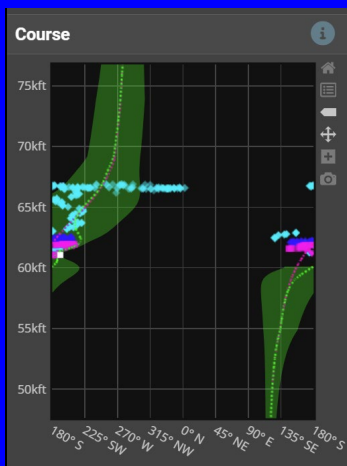 Course
i
75kft
70kft
65kft
60kft
55kft
50kft
180° S 225° SW 270° W 315° NW 0° N 45° NE 90° E 135° SE 180° S